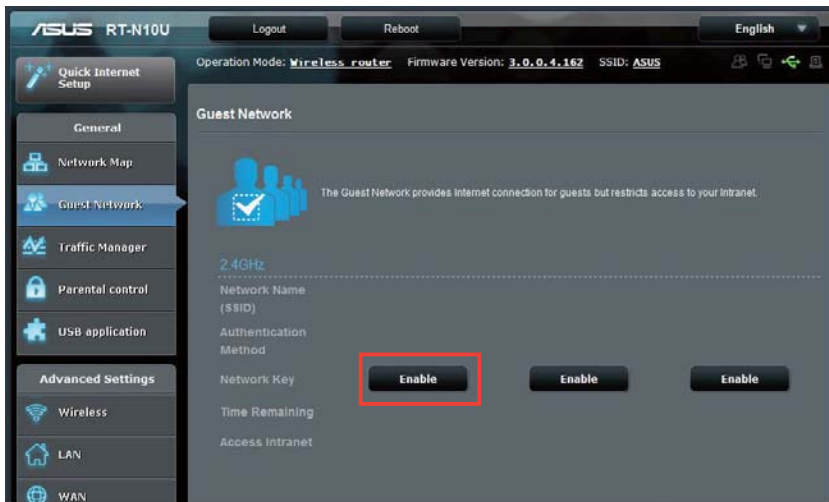 ASUS RT-N10U Logout Reboot English
Operation Mode: Wireless router Firmware Version: 3.0.0.4.162 SSID: ASUS
Quick Internet
Setup
General
Network Map
Guest Network
Traffic Manager
Parental control
USB application
Advanced Settings
Wireless
LAN
WAN
Guest Network
The Guest Network provides Internet connection for guests but restricts access to your Intranet.
2.4GHz
Network Name
(SSID)
Authentication
Method
Network Key Enable Enable Enable
Time Remaining
Access Intranet